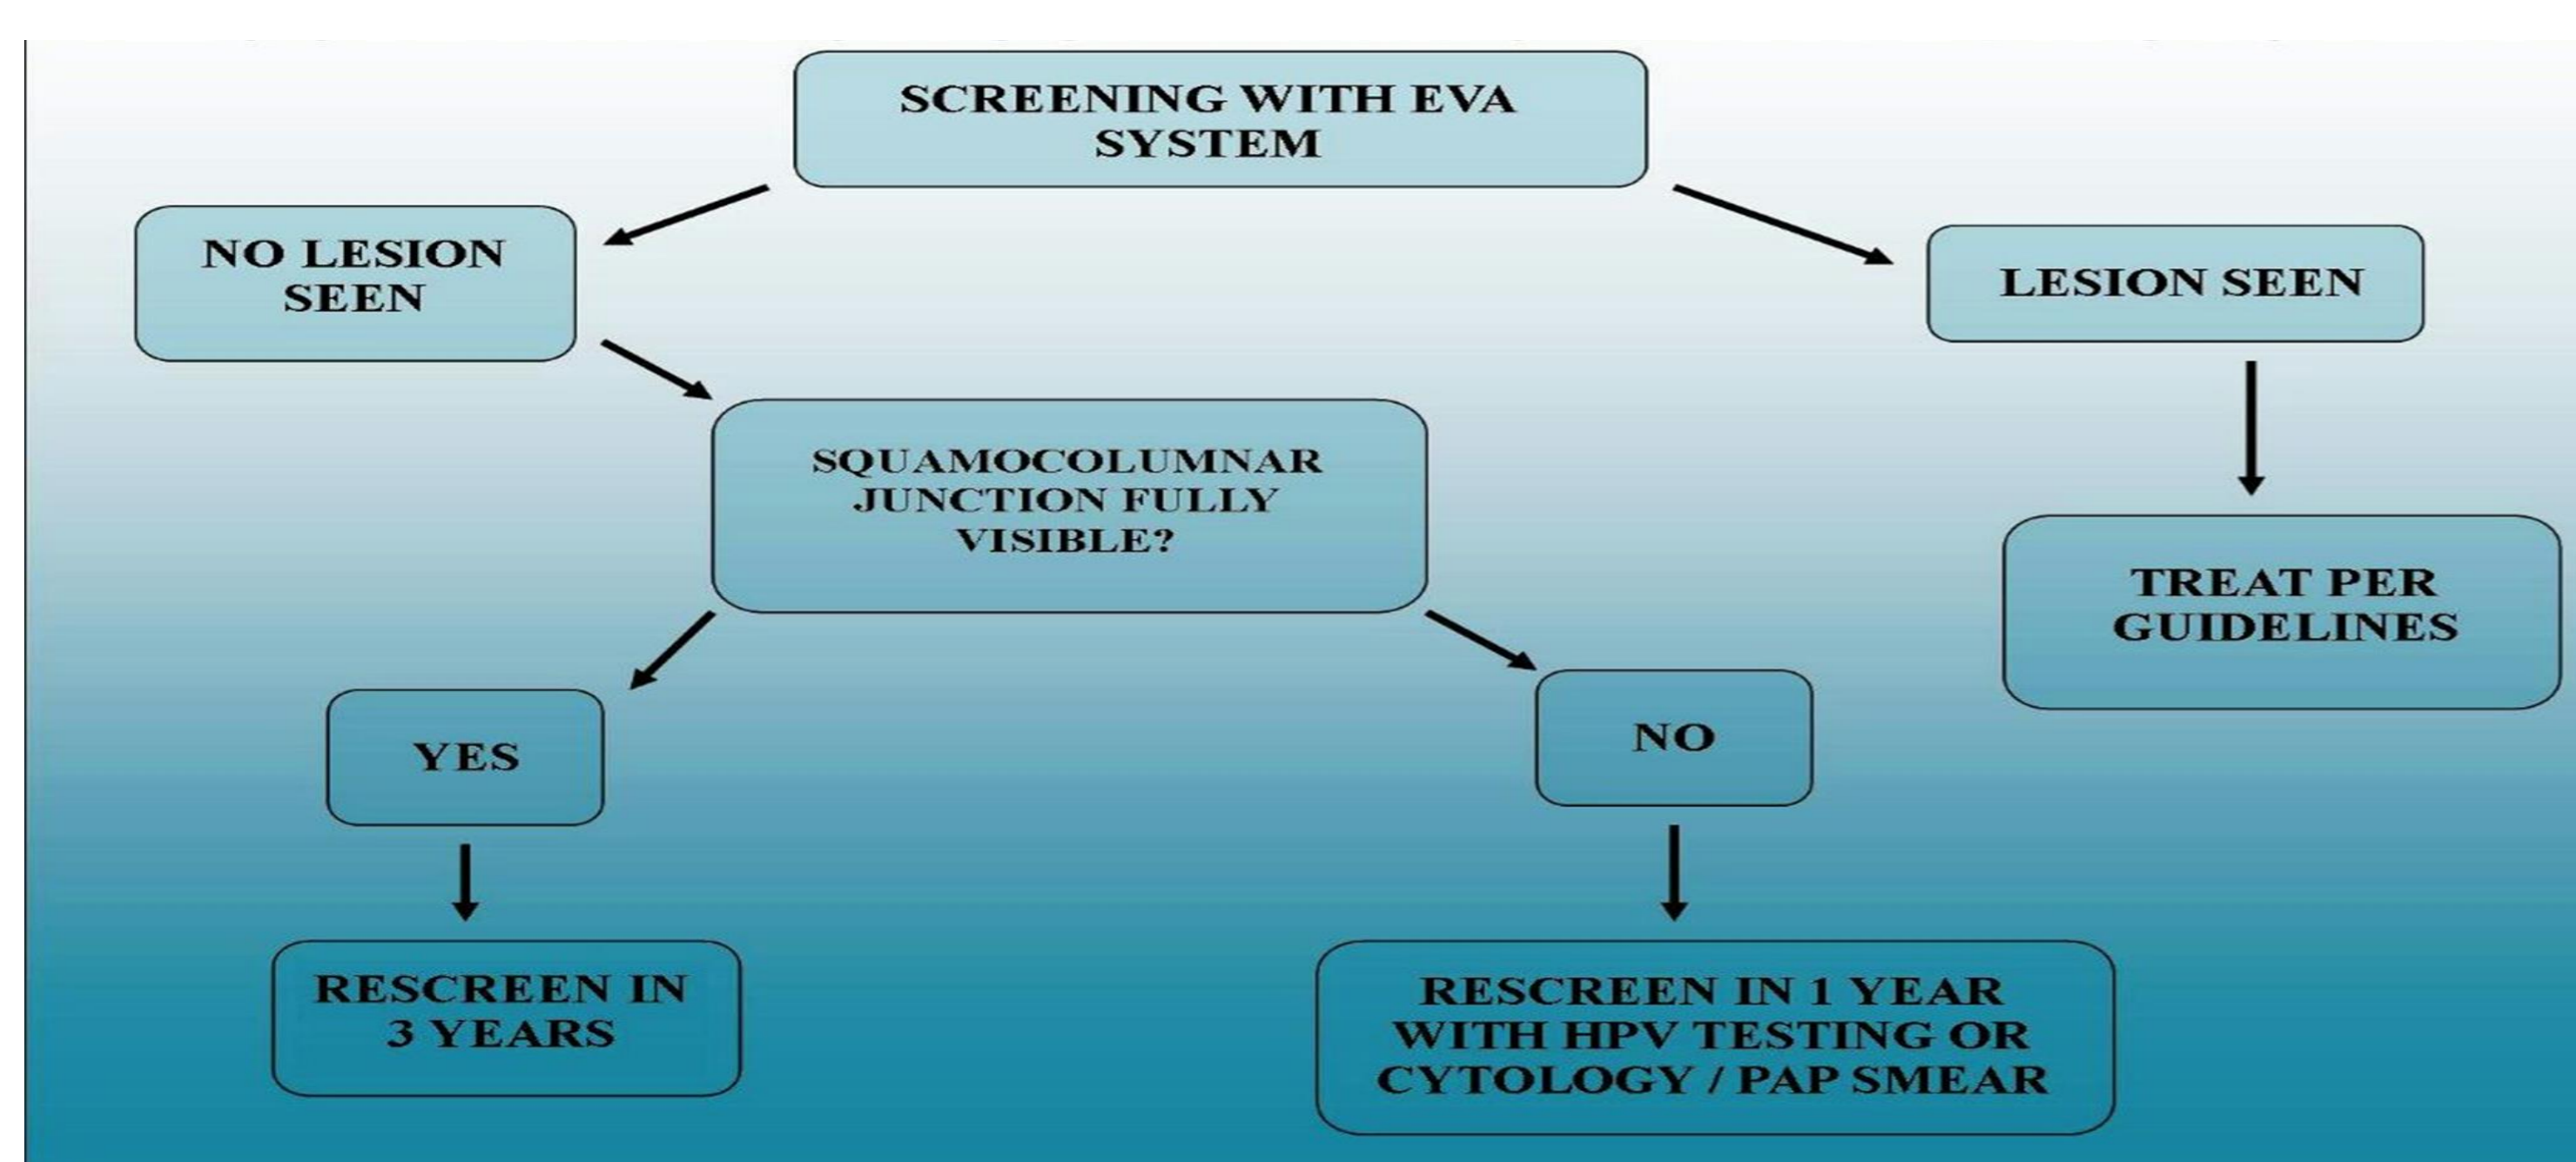 SCREENING WITH EVA
SYSTEM
NO LESION
SEEN
LESION SEEN
SQUAMOCOLUMNAR
JUNCTION FULLY
VISIBLE?
TREAT PER
GUIDELINES
YES
NO
RESCREEN IN
3 YEARS
RESCREEN IN 1 YEAR
WITH HPV TESTING OR
CYTOLOGY / PAP SMEAR